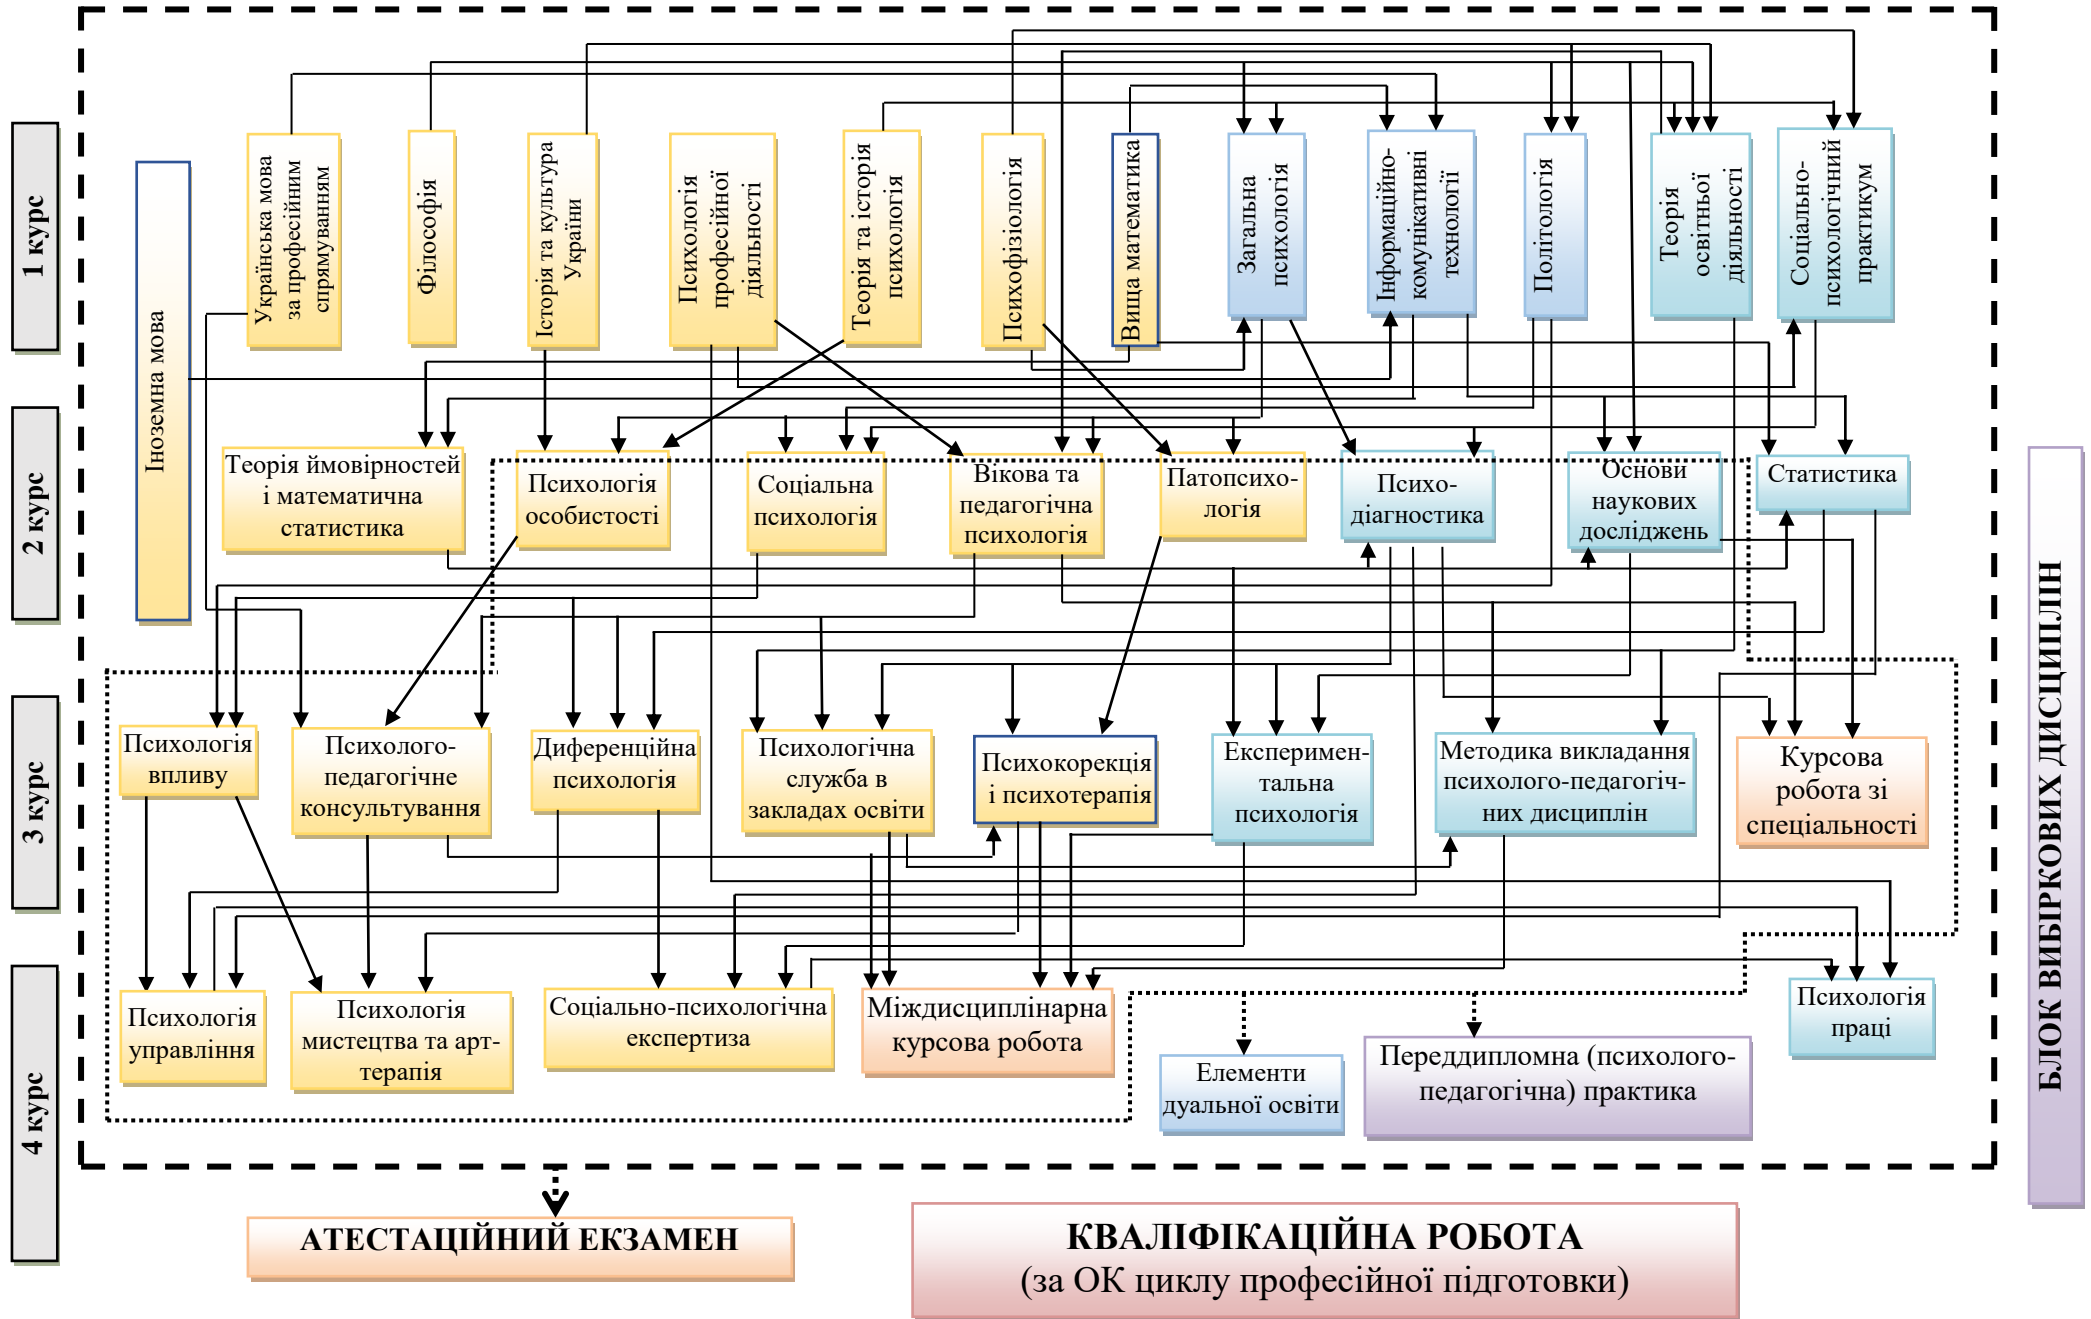 1 курс
Іноземна мова
Українська мова
за професійним
спрямуванням
Філософія
Історія та культура
України
Психологія
професійної
діяльності
Теорія та історія
психологія
Психофізіологія
Вища математика
Загальна
психологія
Інформаційно-
комунікативні
технології
Політологія
Теорія
освітньої
діяльності
Соціально-
психологічний
практикум
2 курс
Теорія ймовірностей
і математична
статистика
Психологія
особистості
Соціальна
психологія
Вікова та
педагогічна
психологія
Патопсихо-
логія
Психо-
діагностика
Основи
наукових
досліджень
Статистика
3 курс
Психологія
впливу
Психолого-
педагогічне
консультування
Диференційна
психологія
Психологічна
служба в
закладах освіти
Психокорекція
і психотерапія
Експеримен-
тальна
психологія
Методика викладання
психолого-педагогіч-
них дисциплін
Курсова
робота зі
спеціальності
4 курс
Психологія
управління
Психологія
мистецтва та арт-
терапія
Соціально-психологічна
експертиза
Міждисциплінарна
курсова робота
Елементи
дуальної освіти
Переддипломна (психолого-
педагогічна) практика
Психологія
праці
БЛОК ВИБІРКОВИХ ДИСЦИПЛІН
АТЕСТАЦІЙНИЙ ЕКЗАМЕН
КВАЛІФІКАЦІЙНА РОБОТА
(за ОК циклу професійної підготовки)